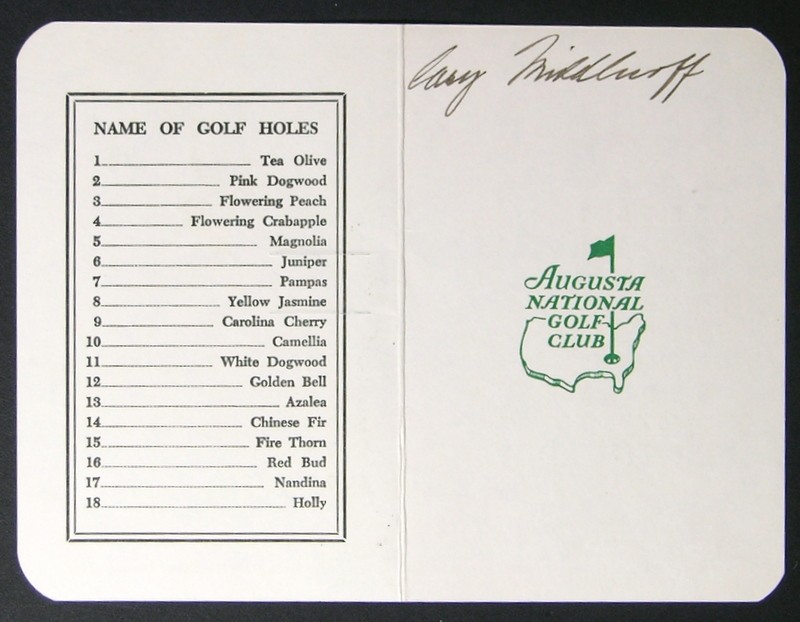 NAME OF GOLF HOLES
1 Tea Olive
2 Pink Dogwood
3 Flowering Peach
4 Flowering Crabapple
5 Magnolia
6 Juniper
7 Pampas
8 Yellow Jasmine
9 Carolina Cherry
10 Camellia
11 White Dogwood
12 Golden Bell
13 Azalea
14 Chinese Fir
15 Fire Thorn
16 Red Bud
17 Nandina
18 Holly
Cary Middlecoff
AUGUSTA
NATIONAL
GOLF
CLUB